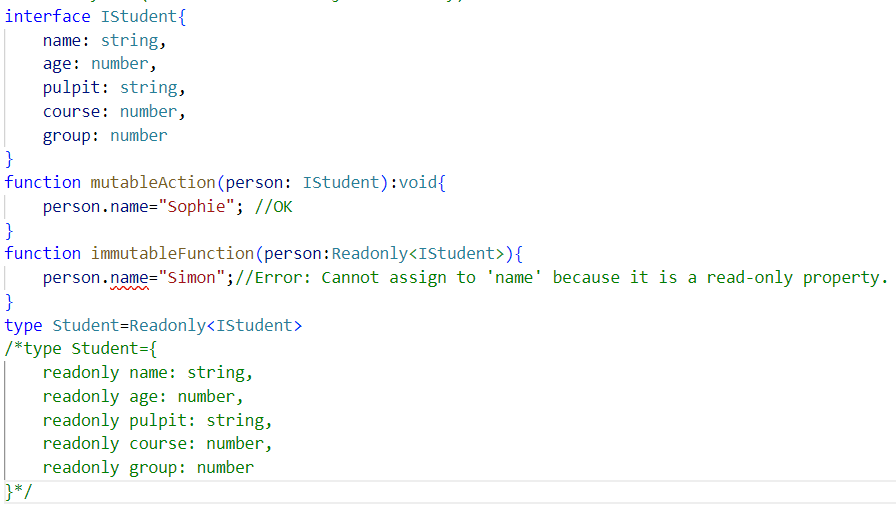 interface IStudent{
    name: string,
    age: number,
    pulpit: string,
    course: number,
    group: number
}
function mutableAction(person: IStudent):void{
    person.name="Sophie"; //OK
}
function immutableFunction(person:Readonly<IStudent>){
    person.name="Simon";//Error: Cannot assign to 'name' because it is a read-only property.
}
type Student=Readonly<IStudent>
/*type Student={
    readonly name: string,
    readonly age: number,
    readonly pulpit: string,
    readonly course: number,
    readonly group: number
}*/